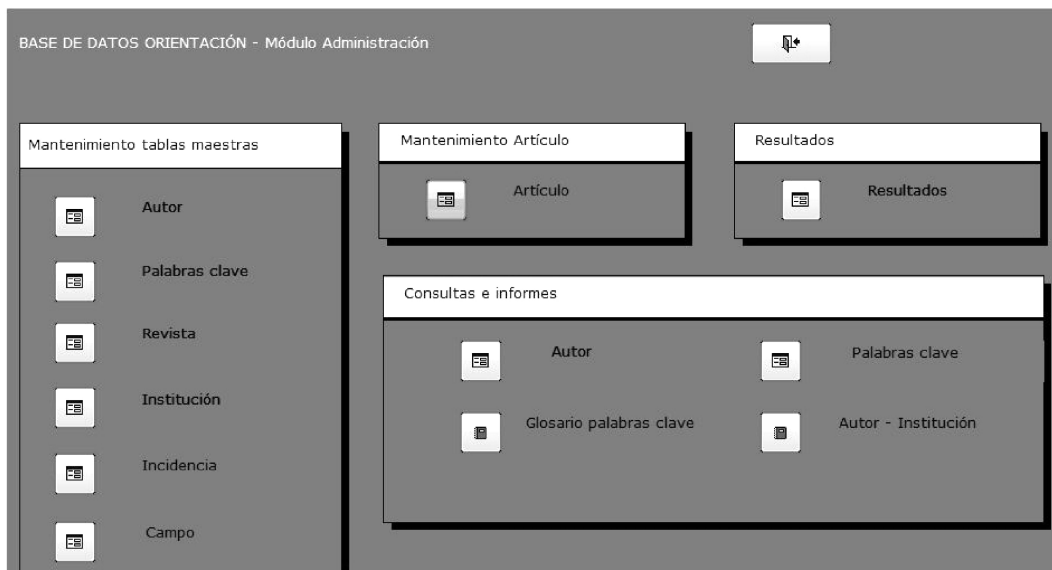 BASE DE DATOS ORIENTACIÓN - Módulo Administración
Mantenimiento tablas maestras
Autor
Palabras clave
Revista
Institución
Incidencia
Campo
Mantenimiento Artículo
Artículo
Resultados
Resultados
Consultas e informes
Autor
Palabras clave
Glosario palabras clave
Autor - Institución